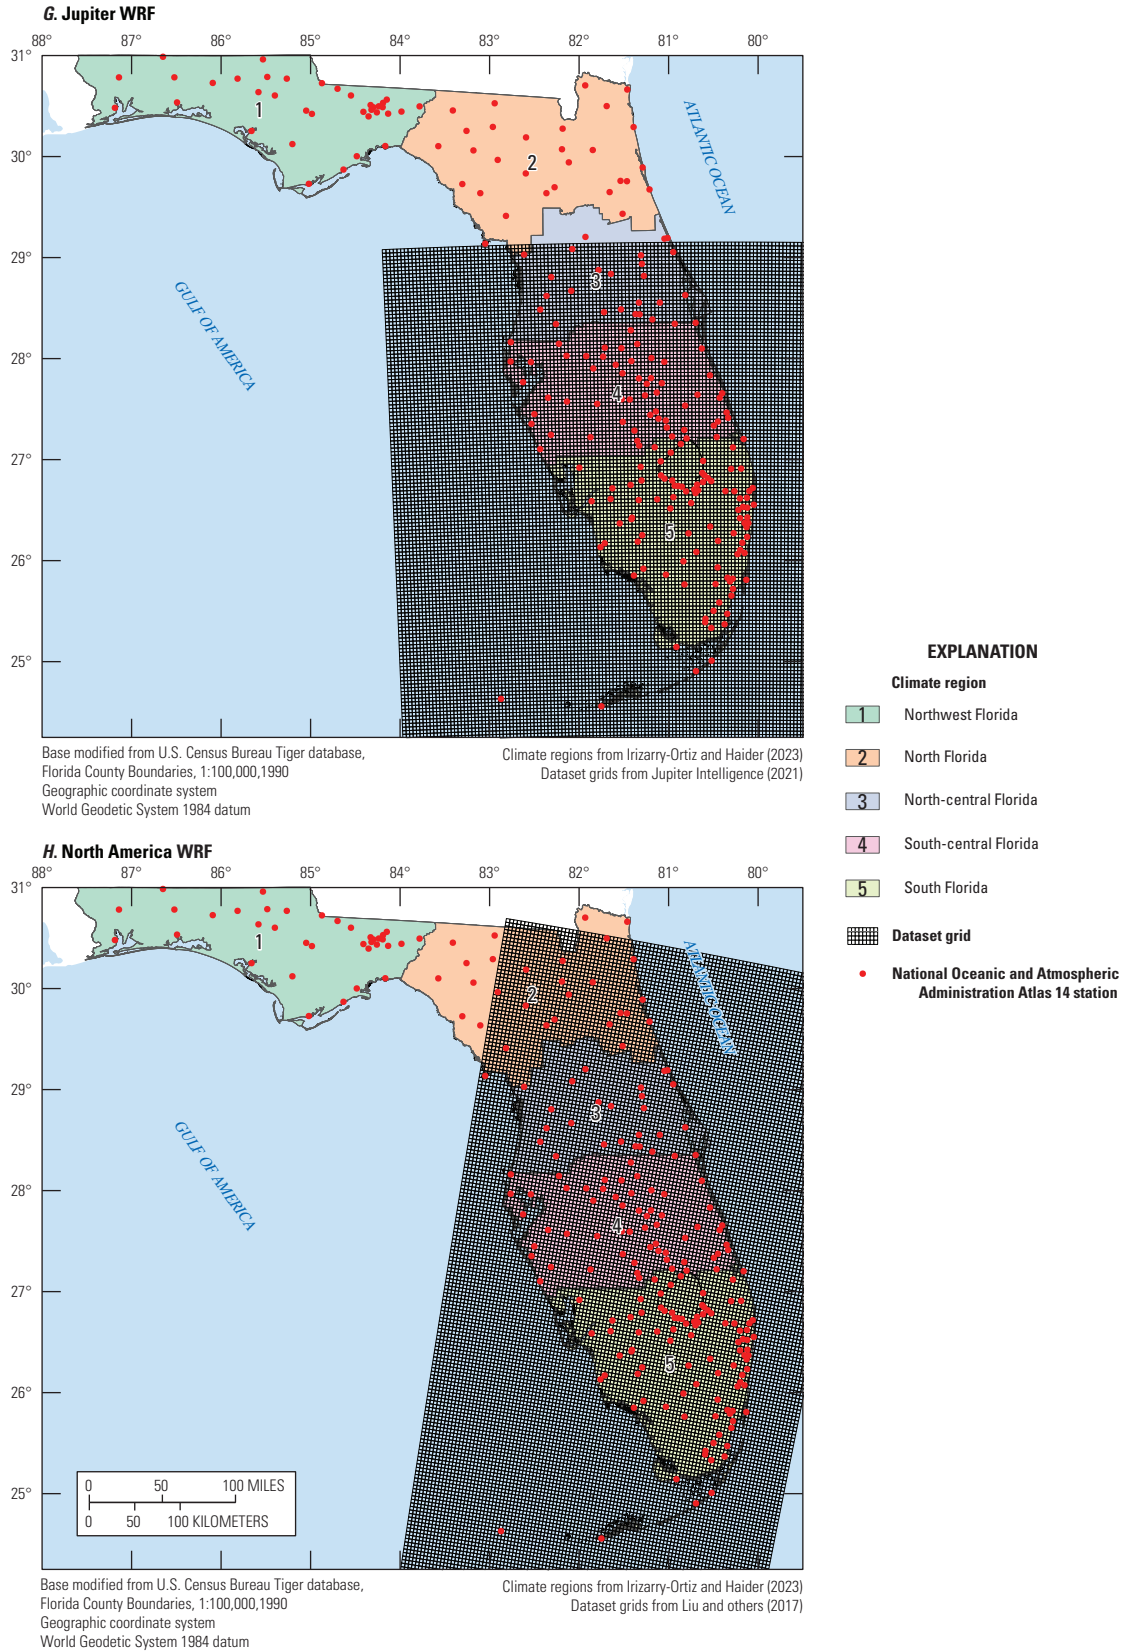 G. Jupiter WRF
88° 87° 86° 85° 84° 83° 82° 81° 80°
31°
30°
29°
28°
27°
26°
25°
1
2
3
4
5
ATLANTIC OCEAN
GULF OF AMERICA
Base modified from U.S. Census Bureau Tiger database,
Florida County Boundaries, 1:100,000,1990
Geographic coordinate system
World Geodetic System 1984 datum
Climate regions from Irizarry-Ortiz and Haider (2023)
Dataset grids from Jupiter Intelligence (2021)
EXPLANATION
Climate region
1 Northwest Florida
2 North Florida
3 North-central Florida
4 South-central Florida
5 South Florida
Dataset grid
National Oceanic and Atmospheric
Administration Atlas 14 station
H. North America WRF
88° 87° 86° 85° 84° 83° 82° 81° 80°
31°
30°
29°
28°
27°
26°
25°
1
2
3
4
5
ATLANTIC OCEAN
GULF OF AMERICA
0 50 100 MILES
0 50 100 KILOMETERS
Base modified from U.S. Census Bureau Tiger database,
Florida County Boundaries, 1:100,000,1990
Geographic coordinate system
World Geodetic System 1984 datum
Climate regions from Irizarry-Ortiz and Haider (2023)
Dataset grids from Liu and others (2017)